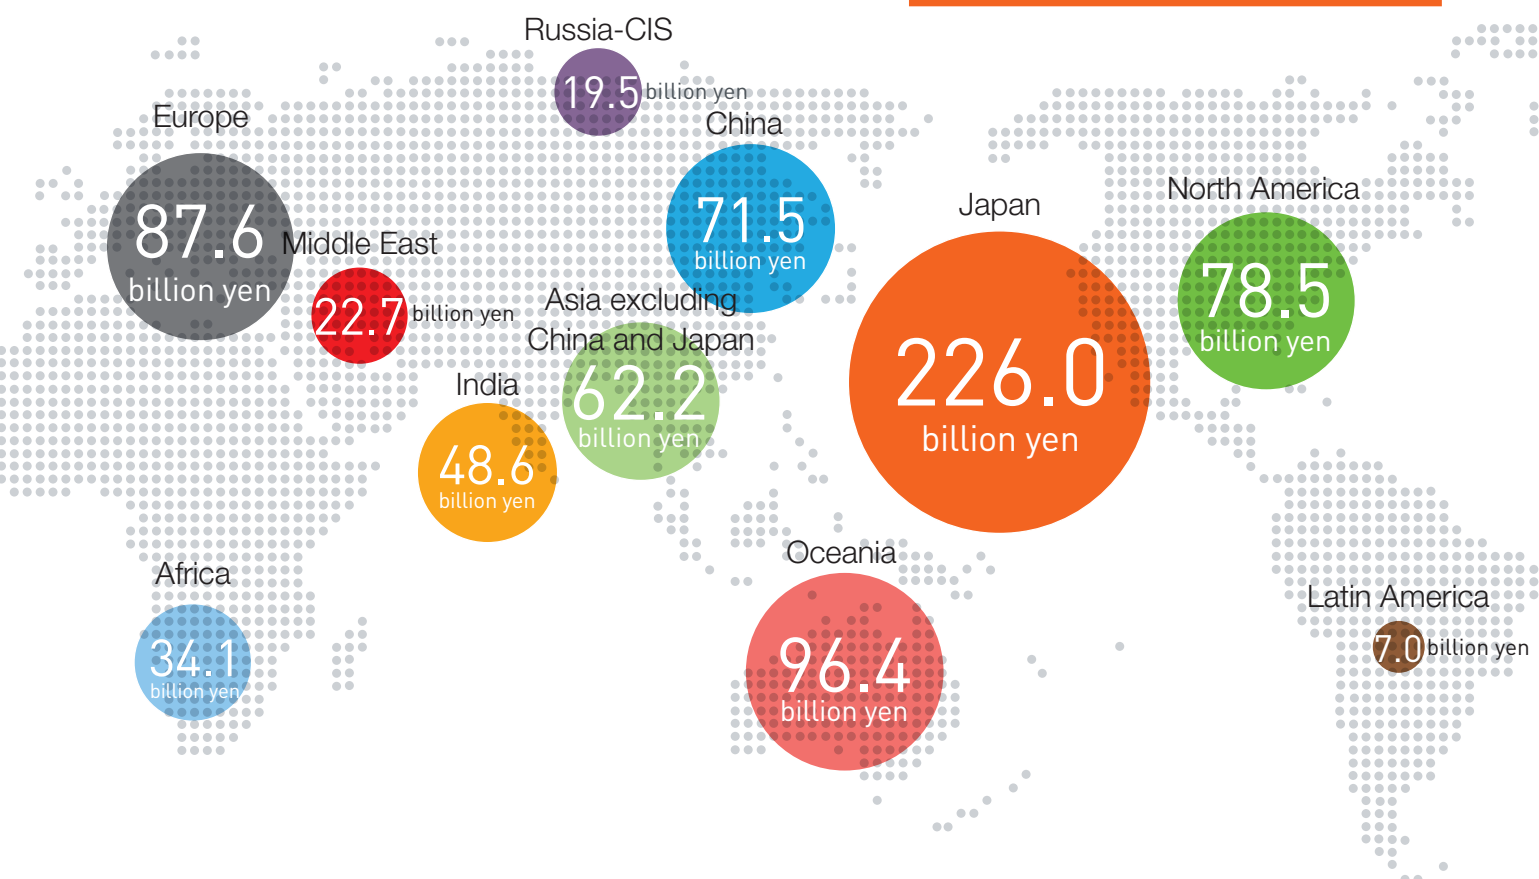 Russia-CIS
19.5 billion yen
Europe
87.6
billion yen
China
71.5
billion yen
Middle East
22.7 billion yen
Japan
226.0
billion yen
North America
78.5
billion yen
Asia excluding
China and Japan
62.2
billion yen
India
48.6
billion yen
Africa
34.1
billion yen
Oceania
96.4
billion yen
Latin America
7.0 billion yen